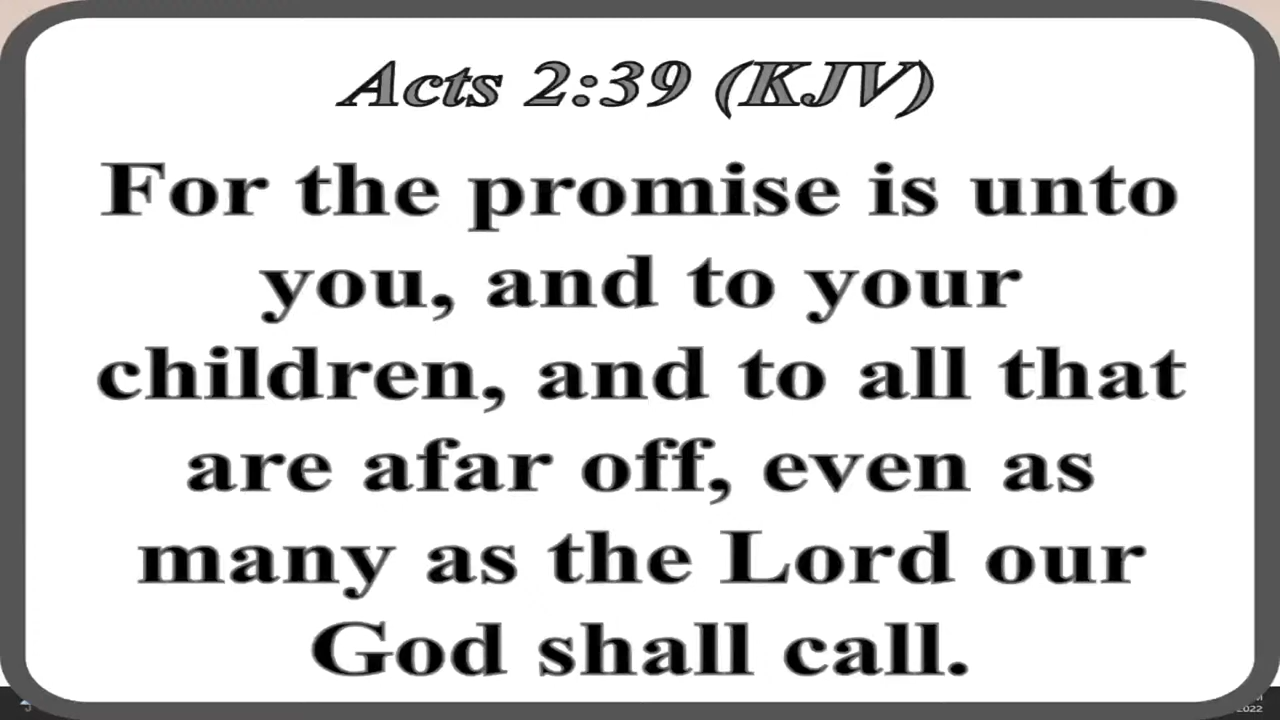 Acts 2:39 (KJV)
For the promise is unto
you, and to your
children, and to all that
are afar off, even as
many as the Lord our
God shall call.
2022